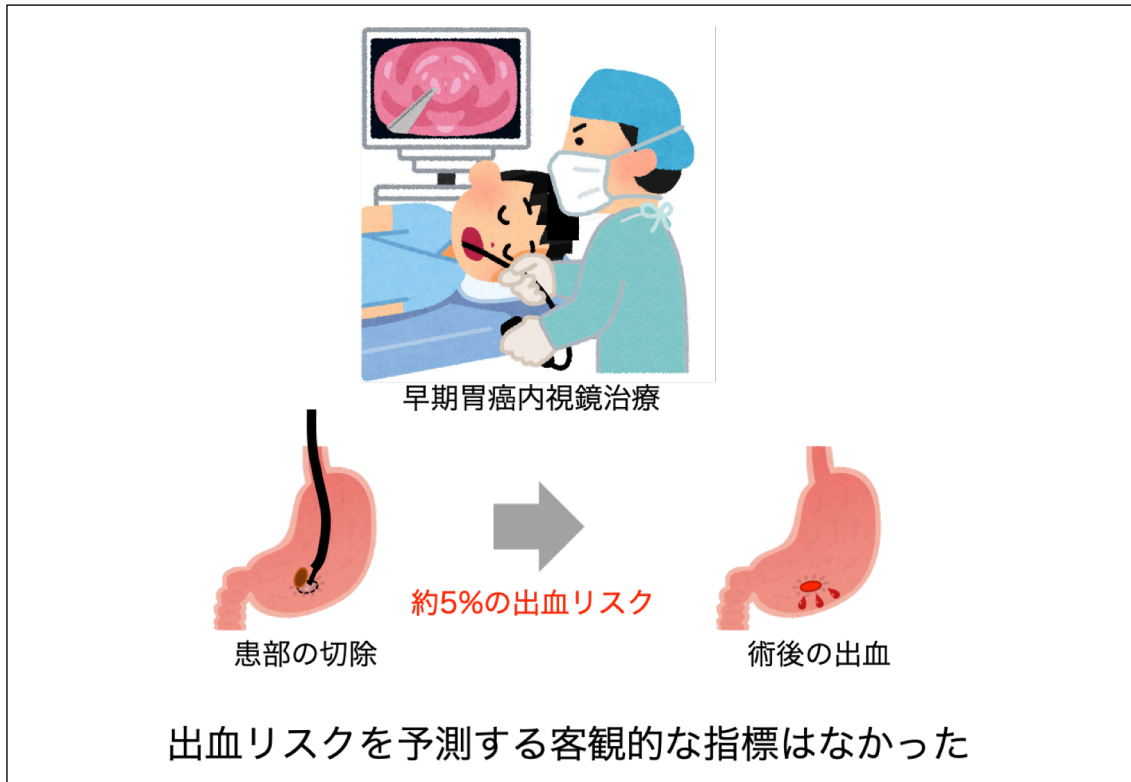 早期胃癌内視鏡治療
約5%の出血リスク
患部の切除
術後の出血
出血リスクを予測する客観的な指標はなかった